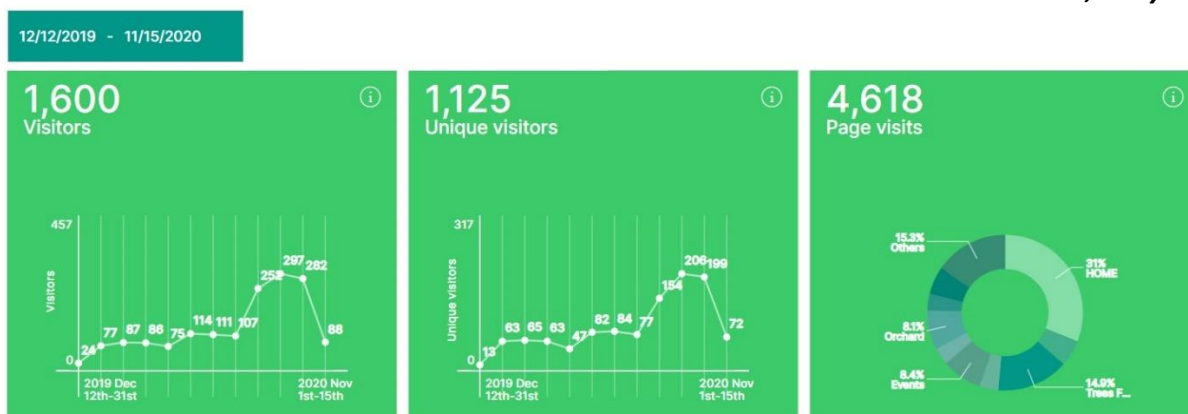 12/12/2019 - 11/15/2020
1,600
Visitors
457
Visitors
0
24
77
87
86
75
114
111
107
252
297
282
88
2019 Dec
12th-31st
2020 Nov
1st-15th
1,125
Unique visitors
317
Unique visitors
0
13
63
65
63
47
82
84
77
154
206
199
72
2019 Dec
12th-31st
2020 Nov
1st-15th
4,618
Page visits
15.3%
Others
31%
HOME
8.1%
Orchard
8.4%
Events
14.9%
Trees F...